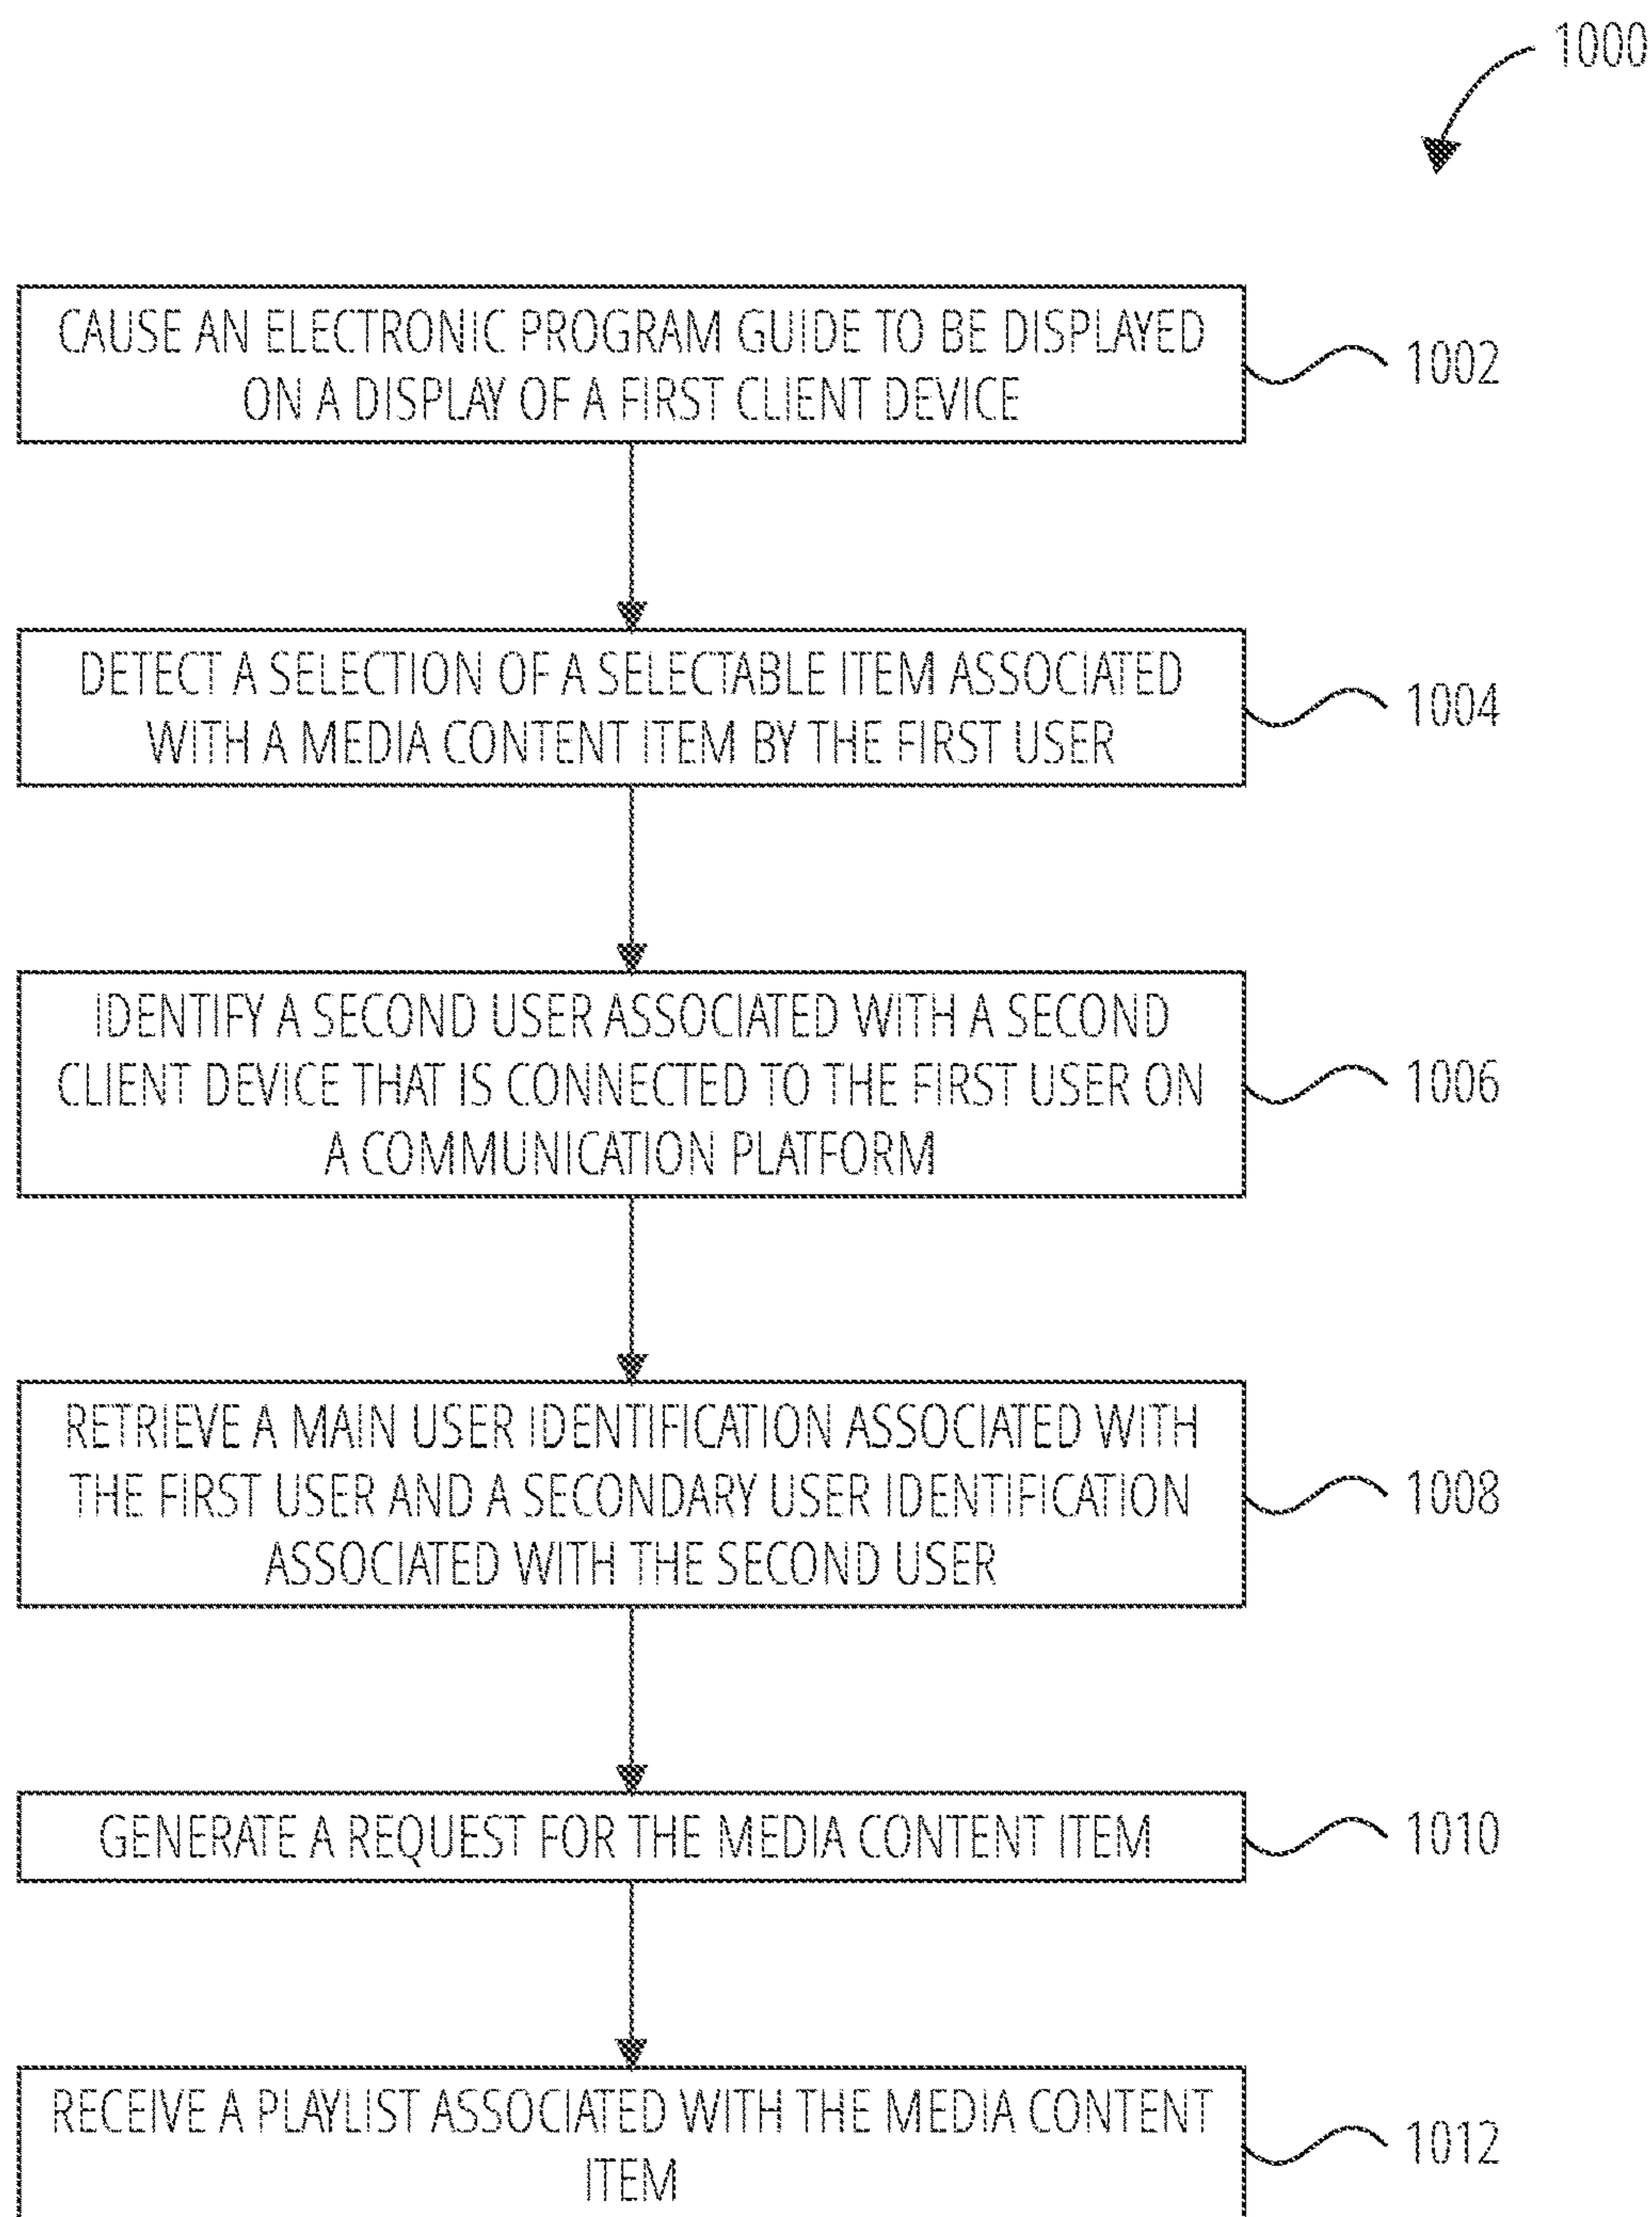 1000
CAUSE AN ELECTRONIC PROGRAM GUIDE TO BE DISPLAYED
ON A DISPLAY OF A FIRST CLIENT DEVICE
1002
DETECT A SELECTION OF A SELECTABLE ITEM ASSOCIATED
WITH A MEDIA CONTENT ITEM BY THE FIRST USER
1004
IDENTIFY A SECOND USER ASSOCIATED WITH A SECOND
CLIENT DEVICE THAT IS CONNECTED TO THE FIRST USER ON
A COMMUNICATION PLATFORM
1006
RETRIEVE A MAIN USER IDENTIFICATION ASSOCIATED WITH
THE FIRST USER AND A SECONDARY USER IDENTIFICATION
ASSOCIATED WITH THE SECOND USER
1008
GENERATE A REQUEST FOR THE MEDIA CONTENT ITEM
1010
RECEIVE A PLAYLIST ASSOCIATED WITH THE MEDIA CONTENT
ITEM
1012